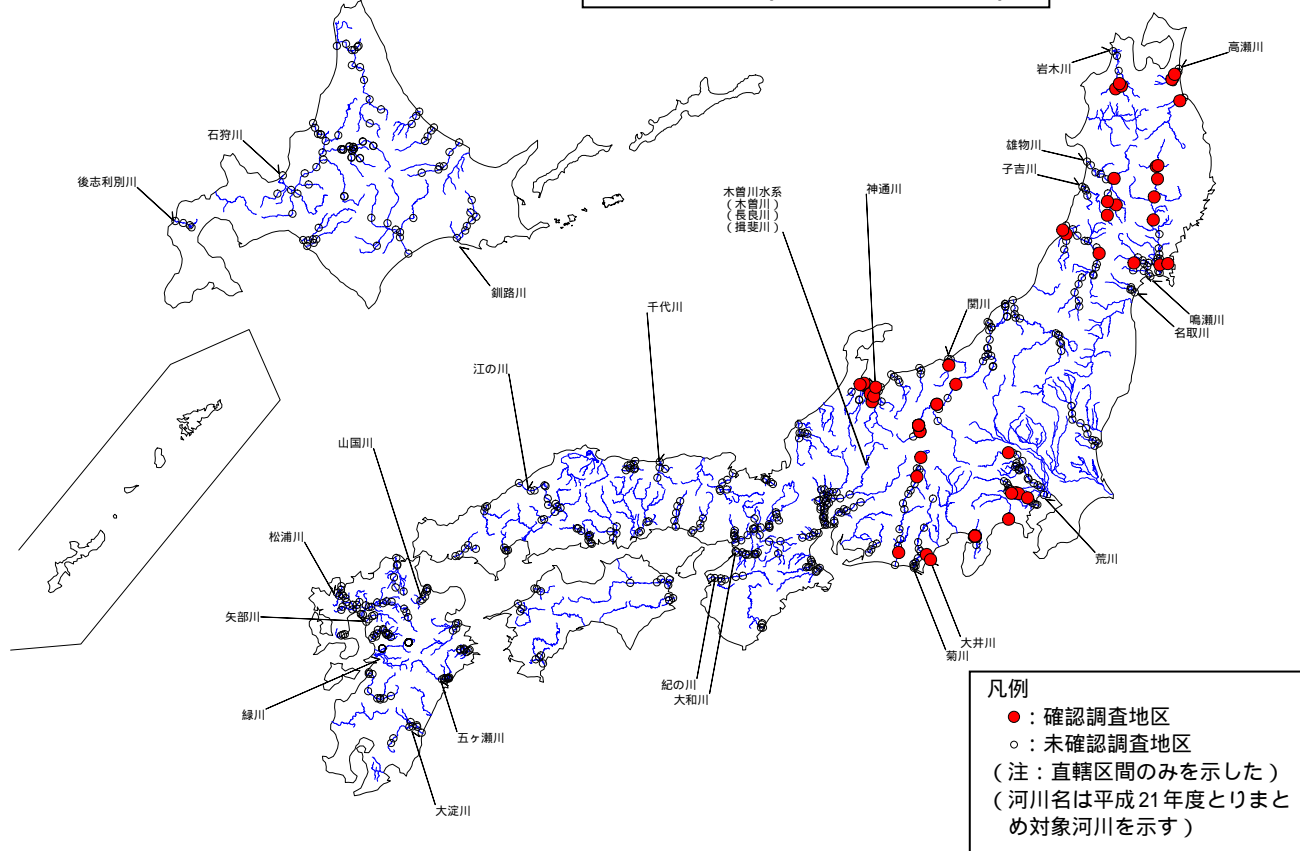 高瀬川
岩木川
石狩川
雄物川
子吉川
後志利別川
木曽川水系
（木曽川）
（長良川）
（揖斐川）
神通川
釧路川
千代川
関川
鳴瀬川
名取川
江の川
山国川
松浦川
荒川
矢部川
大井川
菊川
紀の川
大和川
緑川
五ヶ瀬川
大淀川
凡例
●：確認調査地区
○：未確認調査地区
（注：直轄区間のみを示した）
（河川名は平成21年度とりまと
め対象河川を示す）